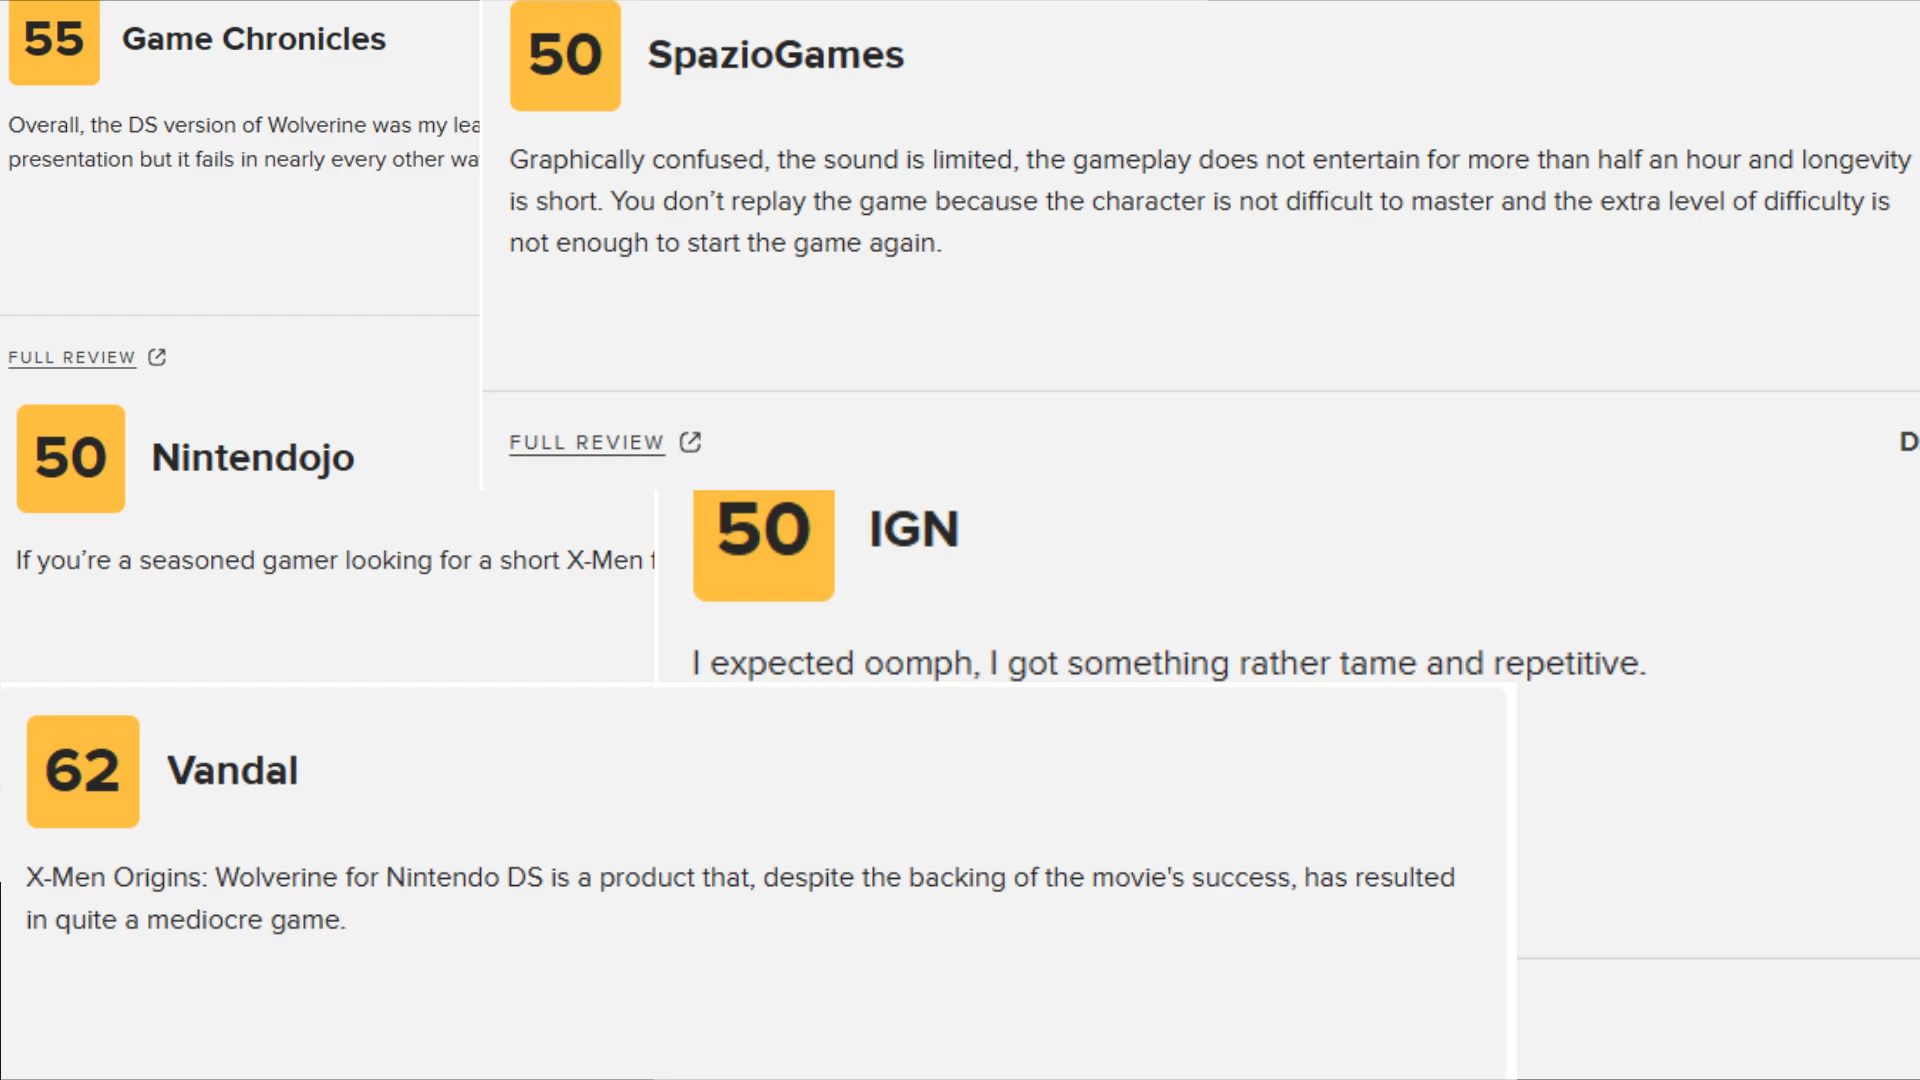 55 Game Chronicles
Overall, the DS version of Wolverine was my
presentation but it fails in nearly every other
FULL REVIEW
50 SpazioGames
Graphically confused, the sound is limited, the gameplay does not entertain for more than half an hour and longevity
is short. You don’t replay the game because the character is not difficult to master and the extra level of difficulty is
not enough to start the game again.
FULL REVIEW
50 Nintendojo
If you’re a seasoned gamer looking for a short X-Men
50 IGN
I expected oomph, I got something rather tame and repetitive.
62 Vandal
X-Men Origins: Wolverine for Nintendo DS is a product that, despite the backing of the movie's success, has resulted
in quite a mediocre game.